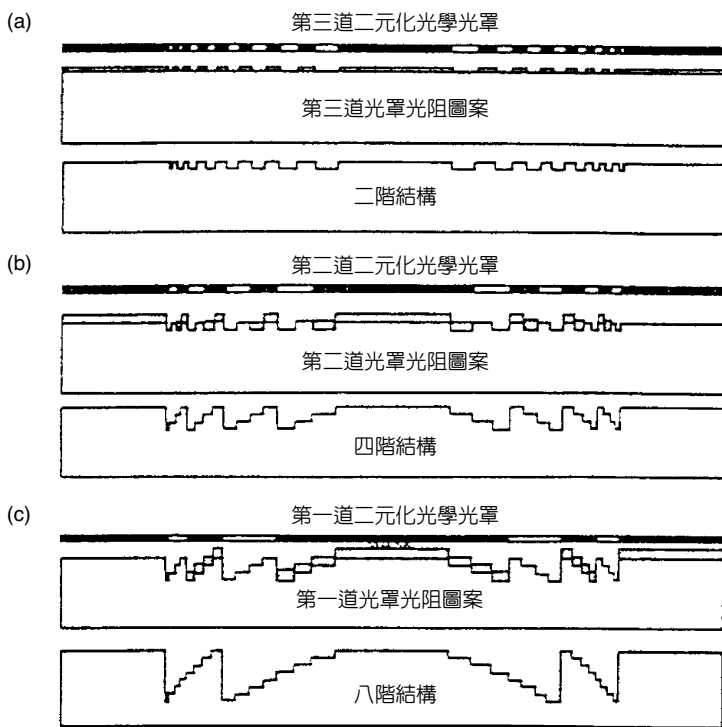 (a)
第三道二元化光學光罩
第三道光罩光阻圖案
二階結構
(b)
第二道二元化光學光罩
第二道光罩光阻圖案
四階結構
(c)
第一道二元化光學光罩
第一道光罩光阻圖案
八階結構